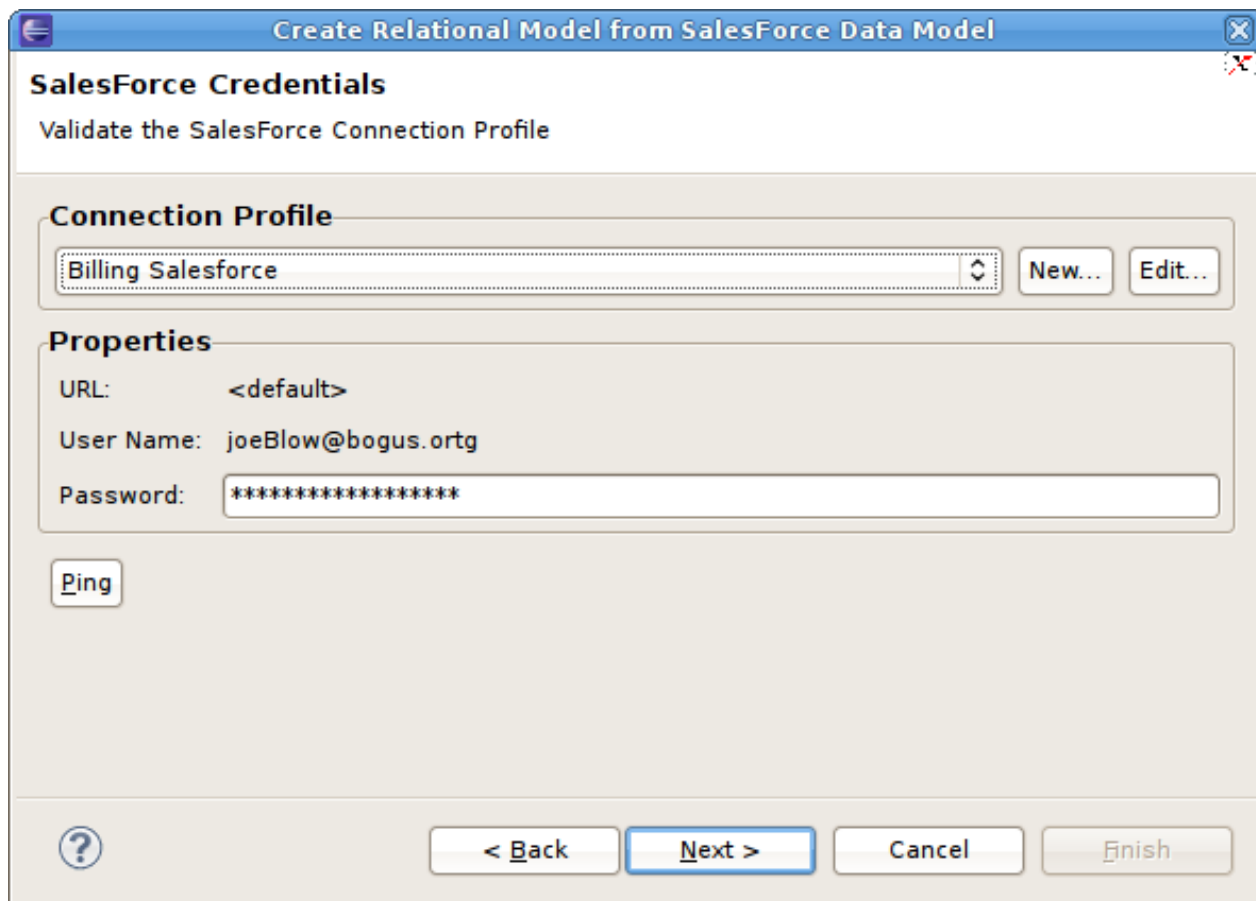 Create Relational Model from SalesForce Data Model
SalesForce Credentials
Validate the SalesForce Connection Profile
Connection Profile
Billing Salesforce New... Edit...
Properties
URL: <default>
User Name: joeBlow@bogus.ortg
Password: ******************
Ping
? < Back Next > Cancel Finish